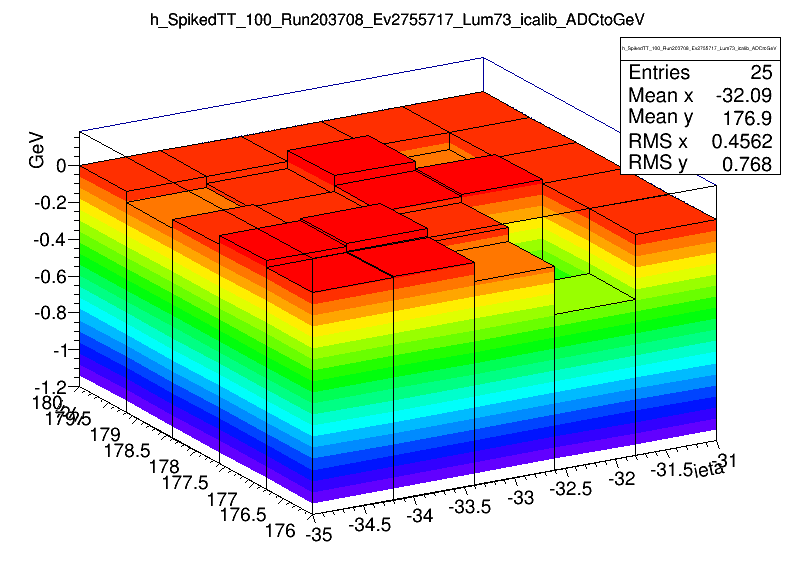 h_SpikedTT_100_Run203708_Ev2755717_Lum73_icalib_ADCtoGeV
h_SpikedTT_100_Run203708_Ev2755717_Lum73_icalib_ADCtoGeV
Entries 25
Mean x -32.09
Mean y 176.9
RMS x 0.4562
RMS y 0.768
GeV
0
-0.2
-0.4
-0.6
-0.8
-1
-1.2
180
179.5
179
178.5
178
177.5
177
176.5
176
-35
-34.5
-34
-33.5
-33
-32.5
-32
-31.5
-31
ieta